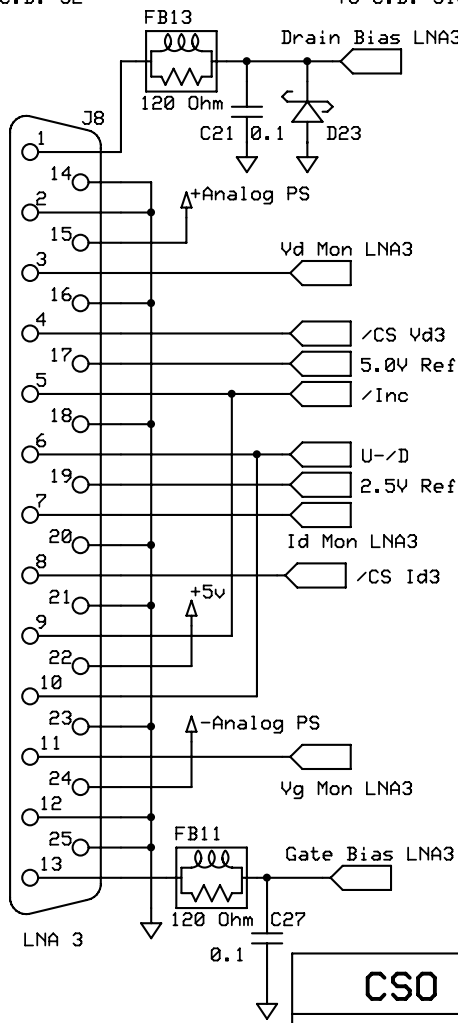 FB13
Drain Bias LNA3
120 Ohm
C21 0.1 D23
J8
1
14
2
+Analog PS
15
3
Vd Mon LNA3
16
4
/CS Vd3
17
5.0V Ref
5
/Inc
18
6
U-/D
19
2.5V Ref
7
20
Id Mon LNA3
8
/CS Id3
21
+5v
9
22
10
23
-Analog PS
11
24
Vg Mon LNA3
12
25
FB11
13
Gate Bias LNA3
120 Ohm C27
LNA 3
0.1
CSO